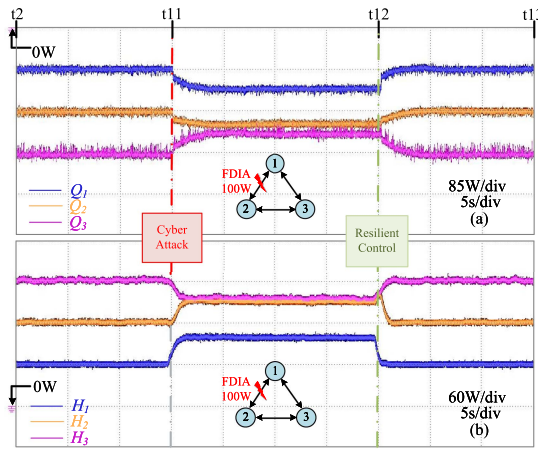 t2 t11 t12 t13
0W
1
FDIA
100W
2 3
Q1
Q2
Q3
85W/div
5s/div
(a)
Cyber
Attack
Resilient
Control
0W
1
FDIA
100W
2 3
H1
H2
H3
60W/div
5s/div
(b)